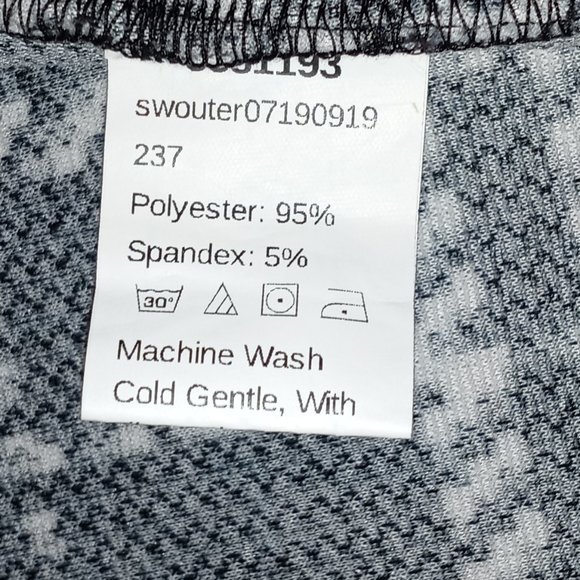 swouter07190919
237
Polyester: 95%
Spandex: 5%
30°
Machine Wash
Cold Gentle, With